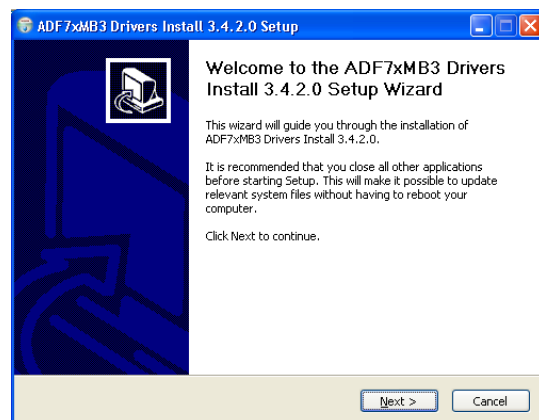 ADF7xMB3 Drivers Install 3.4.2.0 Setup
Welcome to the ADF7xMB3 Drivers
Install 3.4.2.0 Setup Wizard
This wizard will guide you through the installation of
ADF7xMB3 Drivers Install 3.4.2.0.
It is recommended that you close all other applications
before starting Setup. This will make it possible to update
relevant system files without having to reboot your
computer.
Click Next to continue.
Next >
Cancel